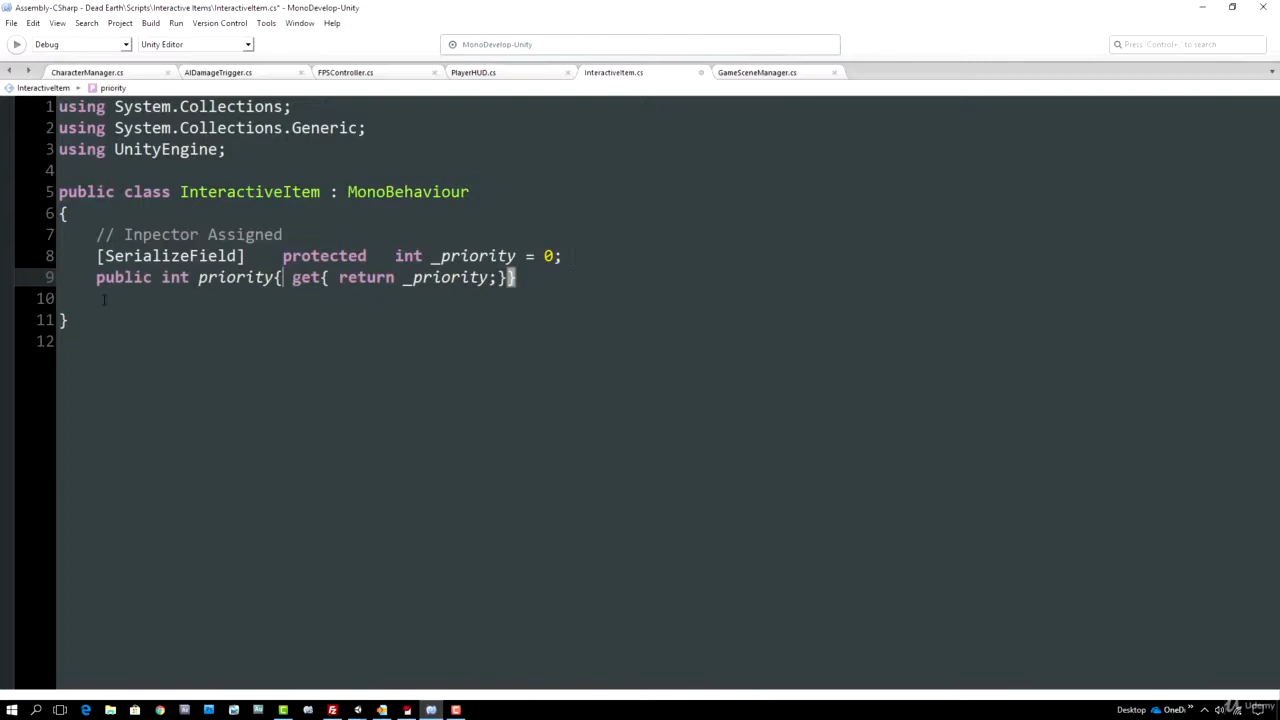 Assembly-CSharp - Dead Earth\Scripts\Interactive Items\InteractiveItem.cs* - MonoDevelop-Unity
File Edit View Search Project Build Run Version Control Tools Window Help
Debug Unity Editor MonoDevelop-Unity Press 'Control+,' to search
CharacterManager.cs AIDamageTrigger.cs FPSController.cs PlayerHUD.cs InteractiveItem.cs GameSceneManager.cs
InteractiveItem priority
1 using System.Collections;
2 using System.Collections.Generic;
3 using UnityEngine;
4
5 public class InteractiveItem : MonoBehaviour
6 {
7 // Inpector Assigned
8 [SerializeField] protected int _priority = 0;
9 public int priority{ get{ return _priority;}}
10
11 }
12
Desktop OneDr Udemy